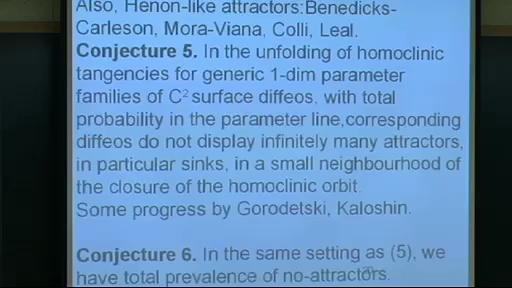 Also, Henon-like attractors:Benedicks-
Carleson, Mora-Viana, Colli, Leal.
Conjecture 5. In the unfolding of homoclinic
tangencies for generic 1-dim parameter
families of C² surface diffeos, with total
probability in the parameter line,corresponding
diffeos do not display infinitely many attractors,
in particular sinks, in a small neighbourhood of
the closure of the homoclinic orbit.
Some progress by Gorodetski, Kaloshin.
Conjecture 6. In the same setting as (5), we
have total prevalence of no-attractors.